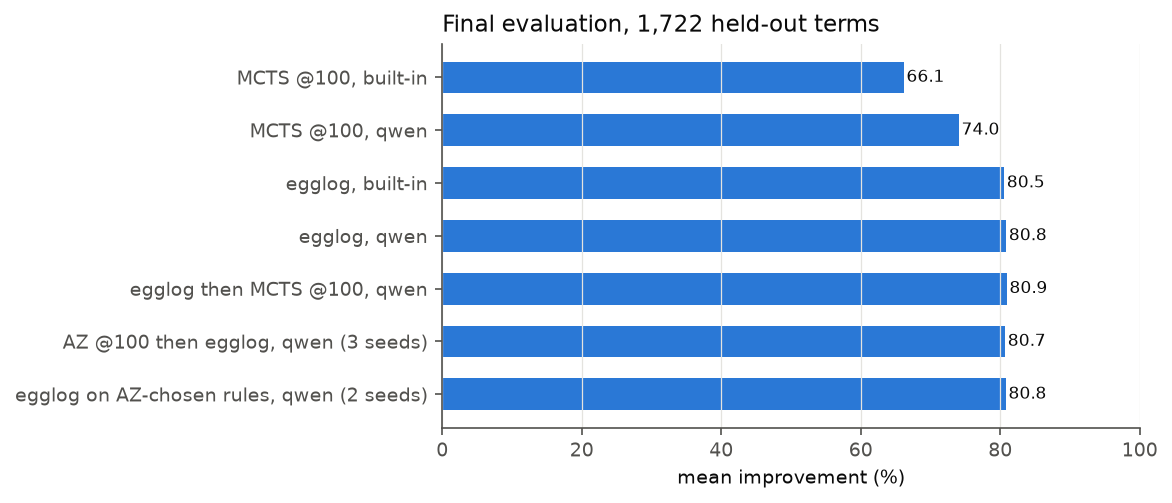 Final evaluation, 1,722 held-out terms
MCTS @100, built-in 66.1
MCTS @100, qwen 74.0
egglog, built-in 80.5
egglog, qwen 80.8
egglog then MCTS @100, qwen 80.9
AZ @100 then egglog, qwen (3 seeds) 80.7
egglog on AZ-chosen rules, qwen (2 seeds) 80.8
0 20 40 60 80 100
mean improvement (%)